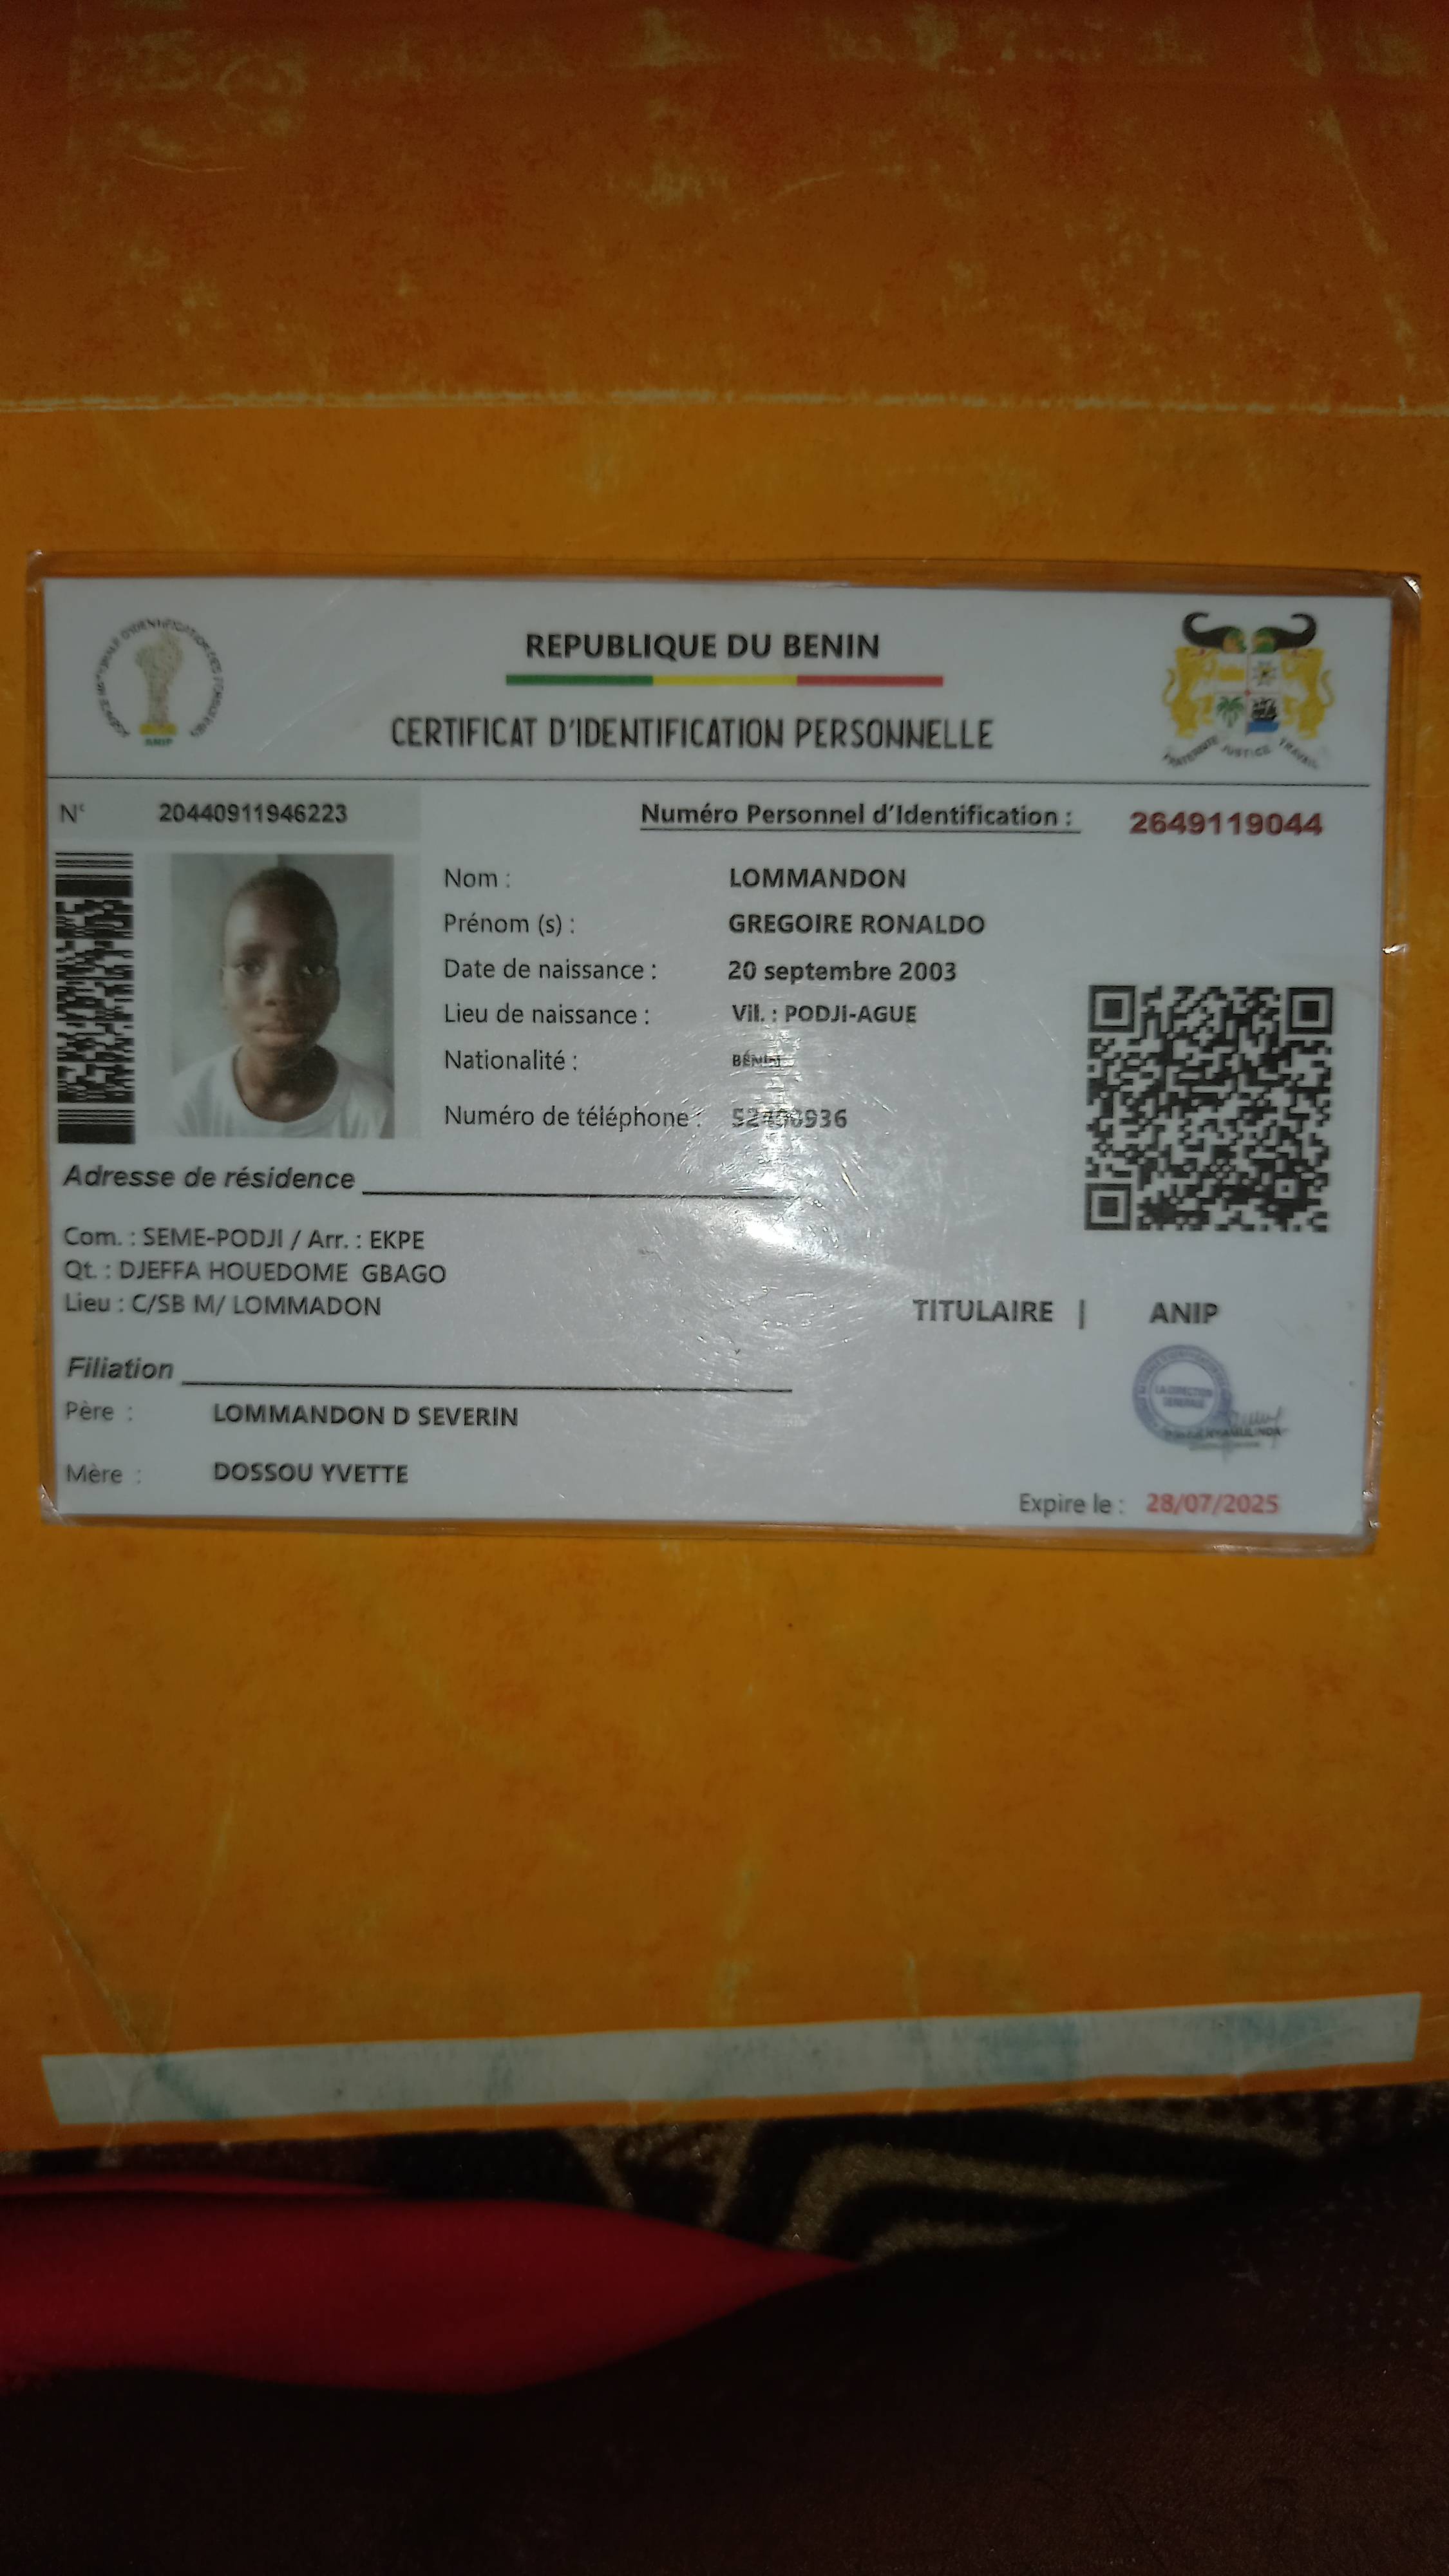 REPUBLIQUE DU BENIN
CERTIFICAT D'IDENTIFICATION PERSONNELLE
ANIP
FRATERNITE JUSTICE TRAVAIL
N° 20440911946223
Numéro Personnel d'Identification : 2649119044
Nom : LOMMANDON
Prénom (s) : GREGOIRE RONALDO
Date de naissance : 20 septembre 2003
Lieu de naissance : Vil. : PODJI-AGUE
Nationalité : BÉNIN
Numéro de téléphone :
Adresse de résidence
Com. : SEME-PODJI / Arr. : EKPE
Qt. : DJEFFA HOUEDOME GBAGO
Lieu : C/SB M/ LOMMADON
TITULAIRE | ANIP
LA DIRECTION GENERALE
Filiation
Père : LOMMANDON D SEVERIN
Mère : DOSSOU YVETTE
Expire le : 28/07/2025